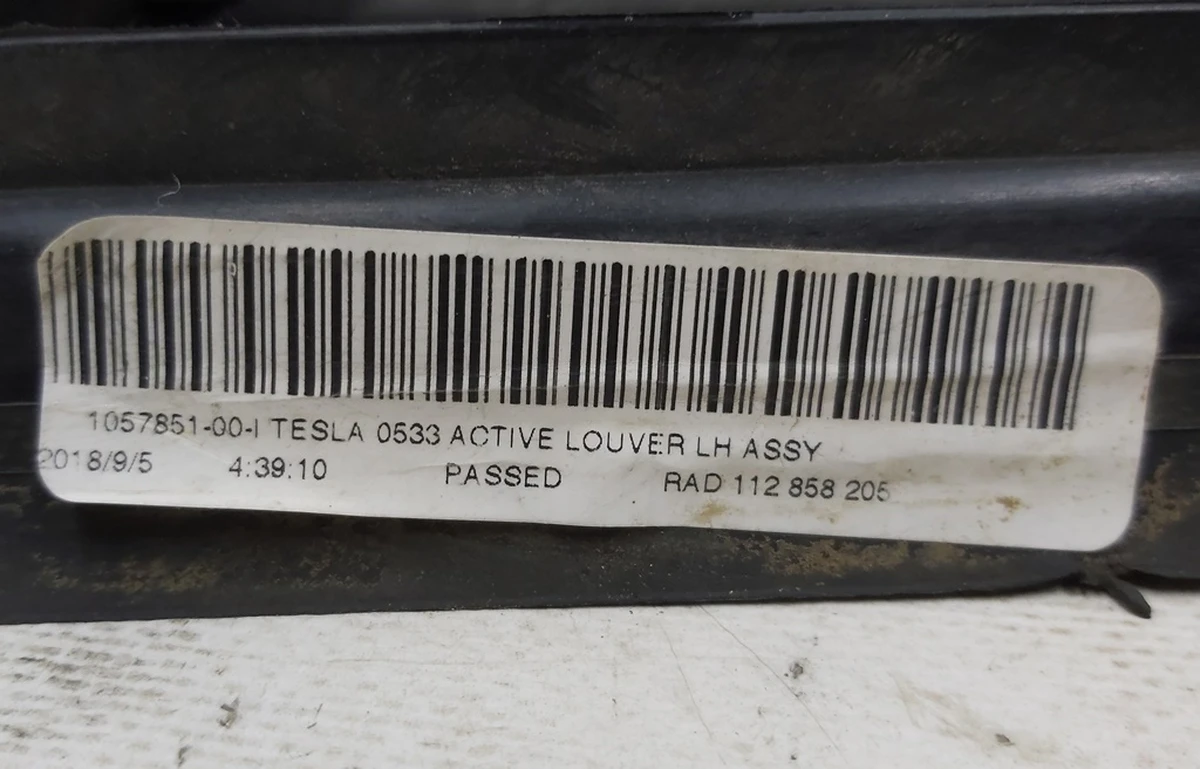 1057851-00-I TESLA 0533 ACTIVE LOUVER LH ASSY
2018/9/5 4:39:10 PASSED RAD 112 858 205